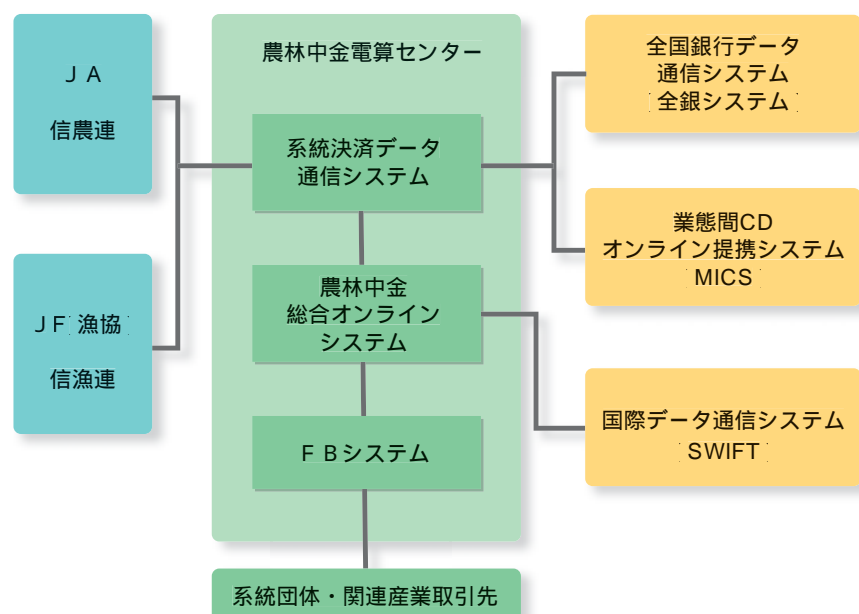 ＪＡ
信農連
ＪＦ 漁協
信漁連
農林中金電算センター
系統決済データ
通信システム
農林中金
総合オンライン
システム
ＦＢシステム
系統団体・関連産業取引先
全国銀行データ
通信システム
全銀システム
業態間CD
オンライン提携システム
MICS
国際データ通信システム
SWIFT